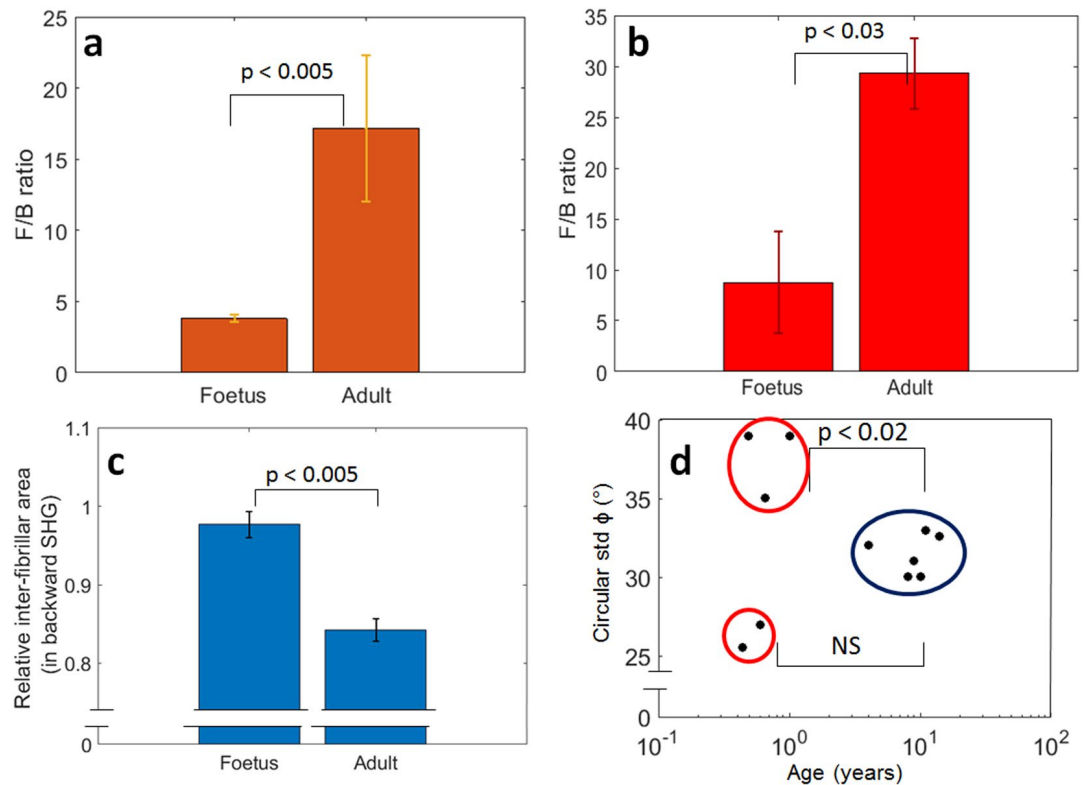 a
25
20
15
10
5
0
F/B ratio
p < 0.005
Foetus
Adult
b
35
30
25
20
15
10
5
0
F/B ratio
p < 0.03
Foetus
Adult
c
1.1
1
0.9
0.8
0
Relative inter-fibrillar area
(in backward SHG)
p < 0.005
Foetus
Adult
d
40
35
30
25
0
Circular std ϕ (°)
p < 0.02
NS
10⁻¹
10⁰
10¹
10²
Age (years)